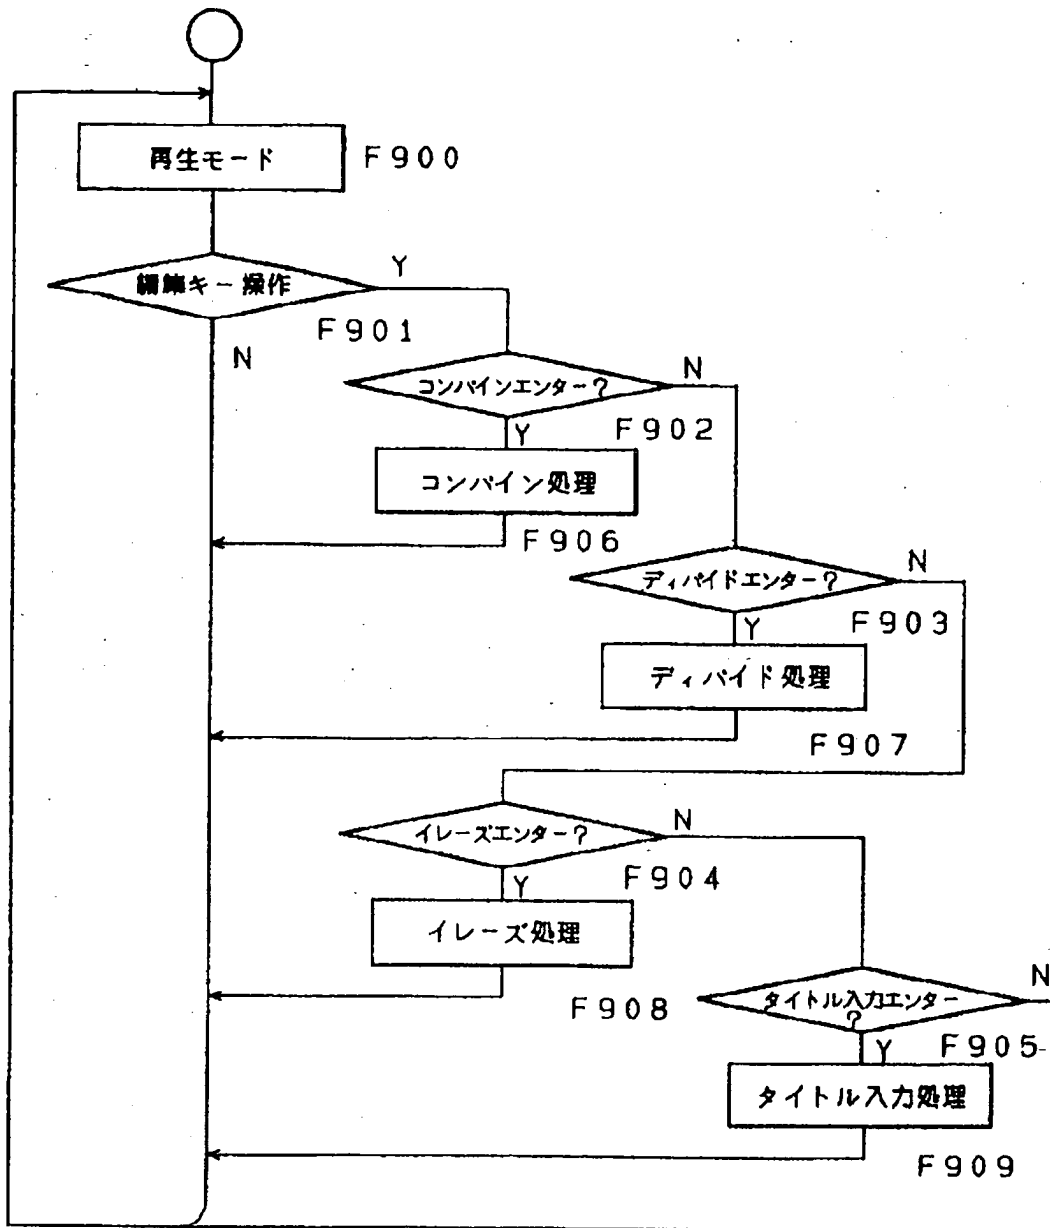 再生モード
F900
編集キー操作
Y
F901
N
コンバインエンター?
N
F902
Y
コンバイン処理
F906
ディバイドエンター?
N
F903
Y
ディバイド処理
F907
イレーズエンター?
N
F904
Y
イレーズ処理
F908
タイトル入力エンター
?
N
F905
Y
タイトル入力処理
F909